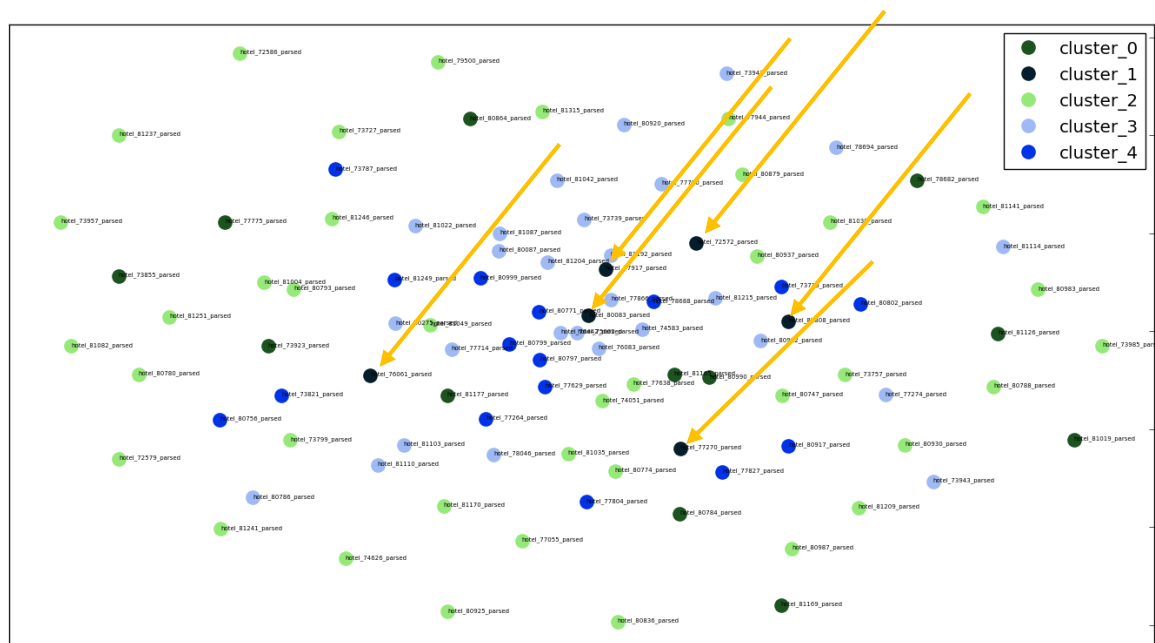 hotel_72586_parsed
hotel_79500_parsed
cluster_0
cluster_1
cluster_2
cluster_3
cluster_4
hotel_81315_parsed
hotel_80864_parsed
hotel_80920_parsed
hotel_73727_parsed
hotel_81237_parsed
hotel_78694_parsed
hotel_73787_parsed
hotel_80879_parsed
hotel_81042_parsed
hotel_78682_parsed
hotel_81141_parsed
hotel_73957_parsed
hotel_77775_parsed
hotel_81246_parsed
hotel_81022_parsed
hotel_73739_parsed
hotel_81087_parsed
hotel_72572_parsed
hotel_81114_parsed
hotel_80087_parsed
hotel_80937_parsed
hotel_81204_parsed
hotel_73855_parsed
hotel_81004_parsed
hotel_80793_parsed
hotel_81249_parsed
hotel_80999_parsed
hotel_80983_parsed
hotel_81215_parsed
hotel_78688_parsed
hotel_80802_parsed
hotel_80083_parsed
hotel_81251_parsed
hotel_74583_parsed
hotel_81126_parsed
hotel_81082_parsed
hotel_73923_parsed
hotel_77714_parsed
hotel_80799_parsed
hotel_76083_parsed
hotel_73985_parsed
hotel_80797_parsed
hotel_80780_parsed
hotel_76061_parsed
hotel_80990_parsed
hotel_73757_parsed
hotel_77629_parsed
hotel_77638_parsed
hotel_80788_parsed
hotel_73821_parsed
hotel_81177_parsed
hotel_74051_parsed
hotel_80747_parsed
hotel_77274_parsed
hotel_80756_parsed
hotel_77264_parsed
hotel_73799_parsed
hotel_81103_parsed
hotel_77270_parsed
hotel_80917_parsed
hotel_80930_parsed
hotel_81019_parsed
hotel_72579_parsed
hotel_81110_parsed
hotel_78046_parsed
hotel_81035_parsed
hotel_80774_parsed
hotel_77827_parsed
hotel_73943_parsed
hotel_80786_parsed
hotel_81170_parsed
hotel_77804_parsed
hotel_80784_parsed
hotel_81209_parsed
hotel_81241_parsed
hotel_77055_parsed
hotel_74626_parsed
hotel_80987_parsed
hotel_80925_parsed
hotel_81169_parsed
hotel_80836_parsed